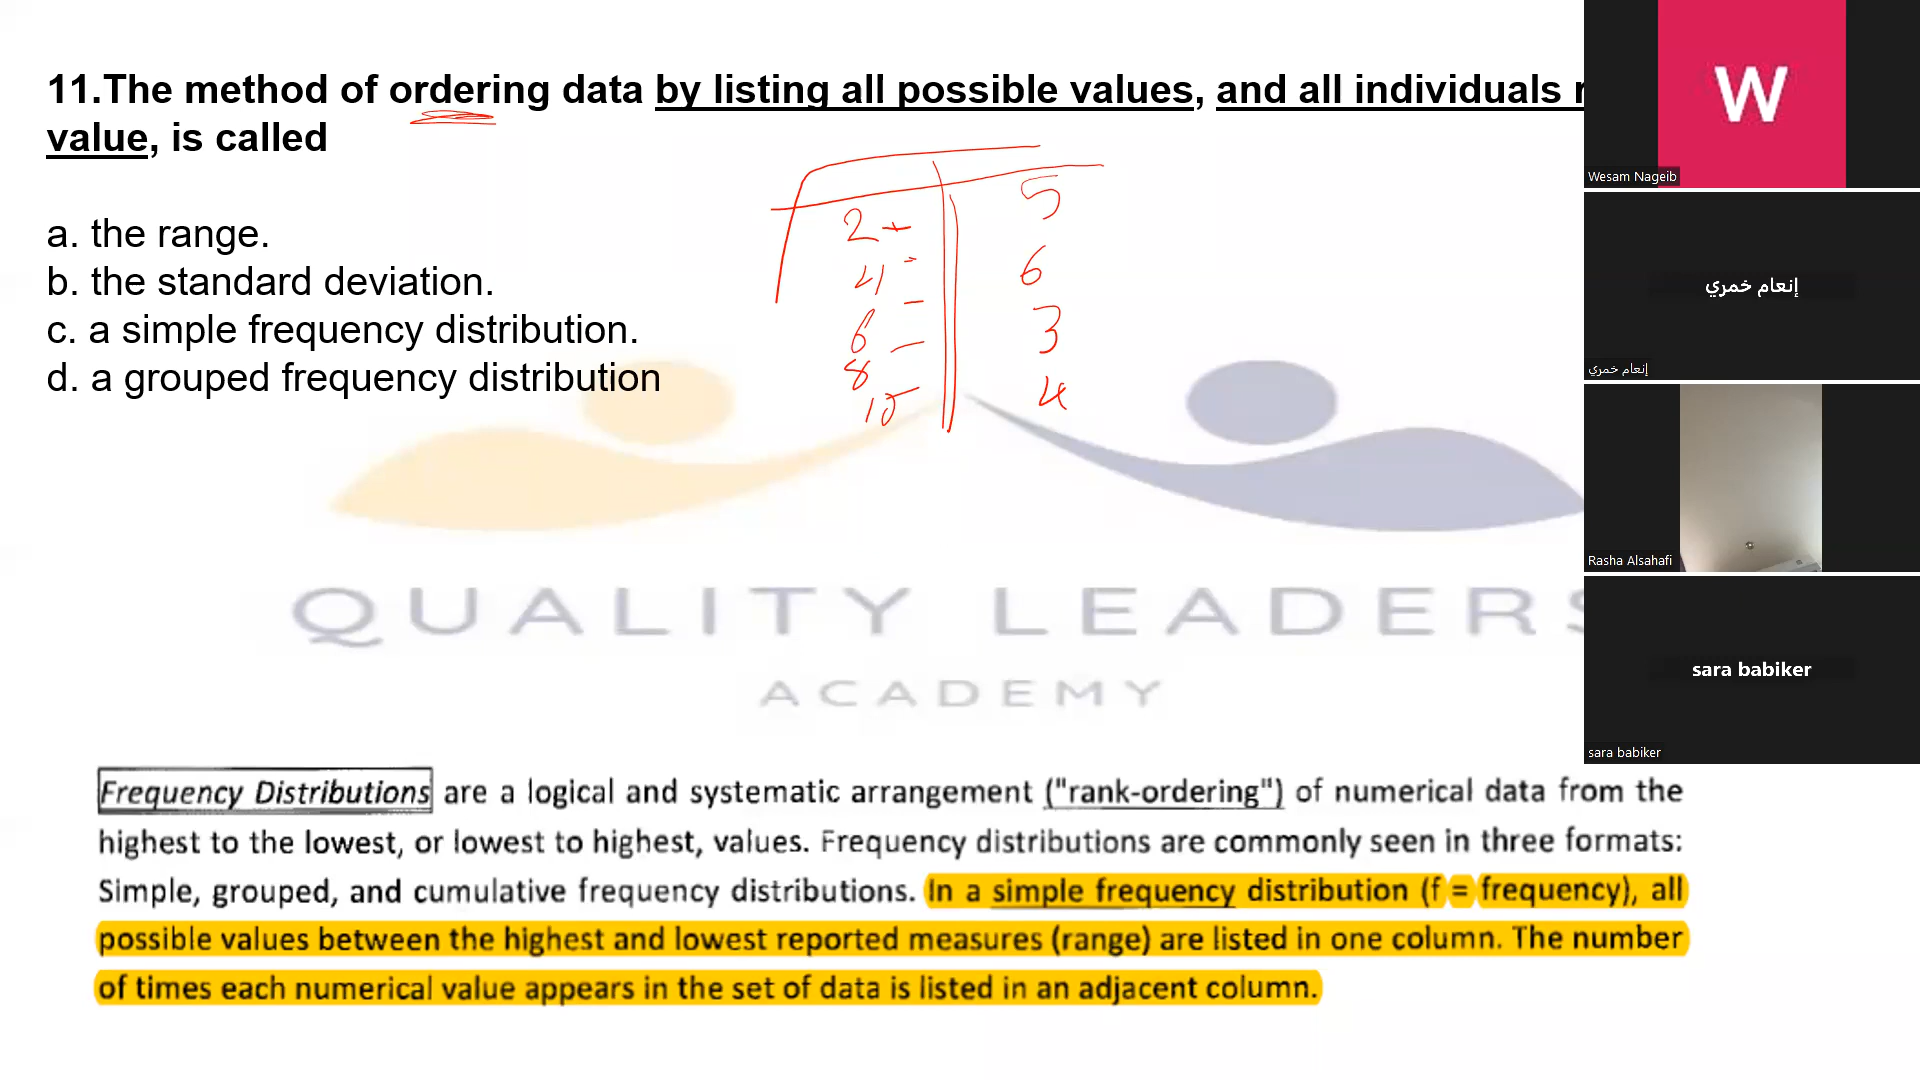 11.The method of ordering data by listing all possible values, and all individuals
value, is called
a. the range.
b. the standard deviation.
c. a simple frequency distribution.
d. a grouped frequency distribution
2 5
4 6
6 3
8 4
10
QUALITY LEADERS
ACADEMY
Frequency Distributions are a logical and systematic arrangement ("rank-ordering") of numerical data from the
highest to the lowest, or lowest to highest, values. Frequency distributions are commonly seen in three formats:
Simple, grouped, and cumulative frequency distributions. In a simple frequency distribution (f = frequency), all
possible values between the highest and lowest reported measures (range) are listed in one column. The number
of times each numerical value appears in the set of data is listed in an adjacent column.
W
Wesam Nageib
إنعام خمري
إنعام خمري
Rasha Alsahafi
sara babiker
sara babiker